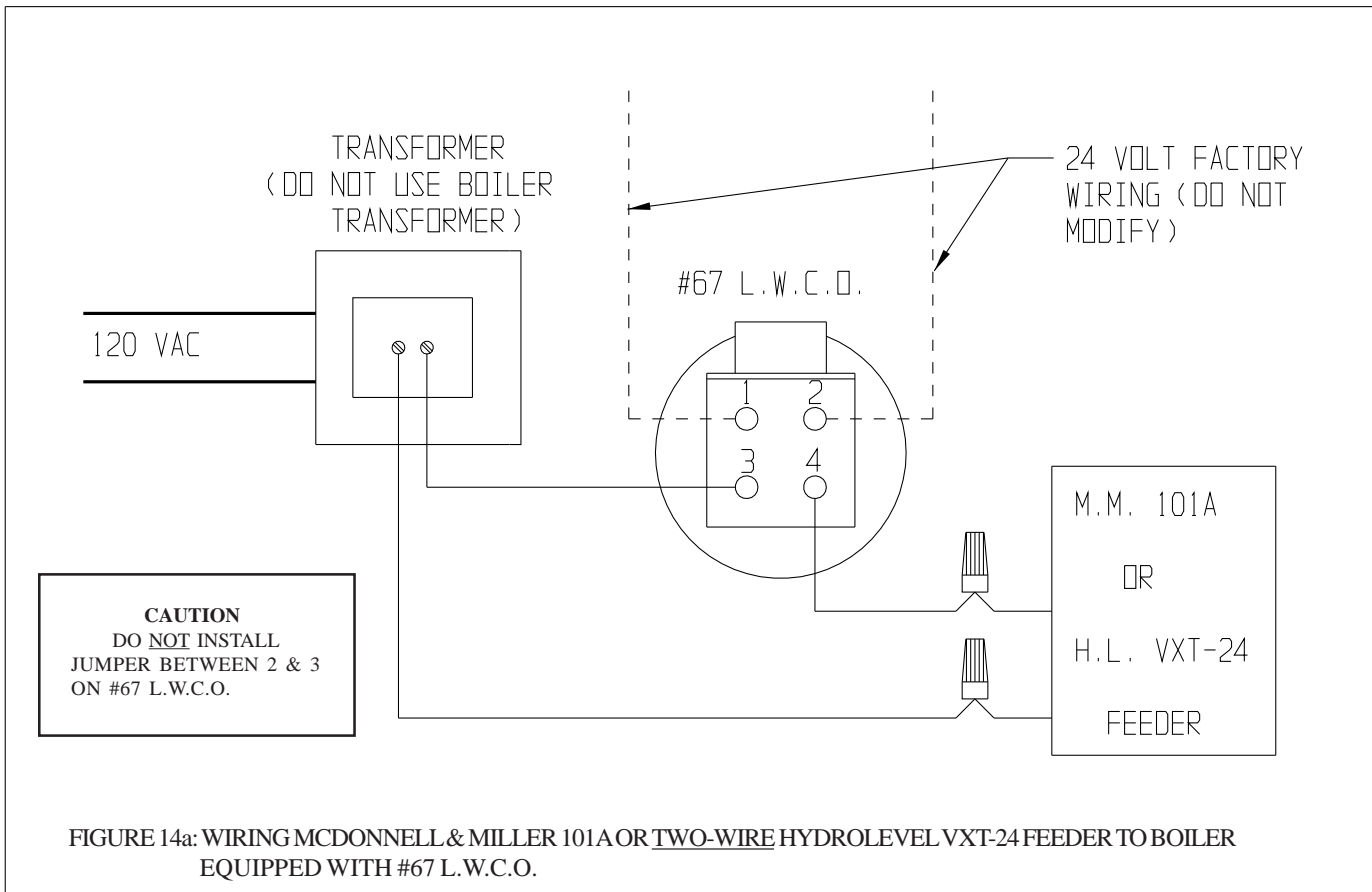 TRANSFORMER
(DO NOT USE BOILER
TRANSFORMER)
24 VOLT FACTORY
WIRING (DO NOT
MODIFY)
#67 L.W.C.O.
120 VAC
1 2
3 4
M.M. 101A
OR
H.L. VXT-24
FEEDER
CAUTION
DO NOT INSTALL
JUMPER BETWEEN 2 & 3
ON #67 L.W.C.O.
FIGURE 14a: WIRING MCDONNELL & MILLER 101A OR TWO-WIRE HYDROLEVEL VXT-24 FEEDER TO BOILER
EQUIPPED WITH #67 L.W.C.O.